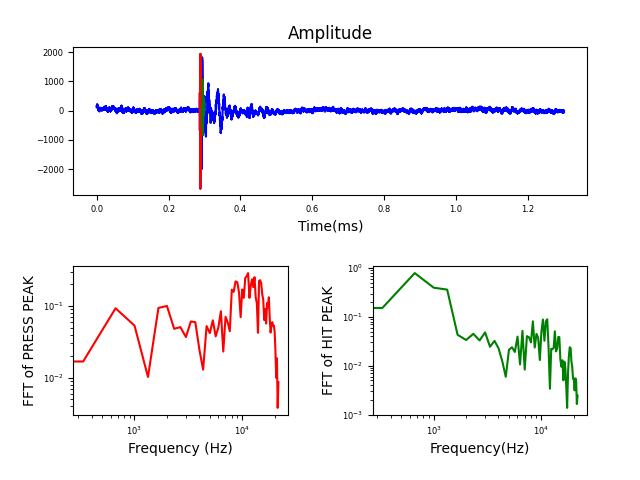 Amplitude
2000
1000
0
−1000
−2000
0.0 0.2 0.4 0.6 0.8 1.0 1.2
Time(ms)
FFT of PRESS PEAK
10⁻¹
10⁻²
10³ 10⁴
Frequency (Hz)
FFT of HIT PEAK
10⁰
10⁻¹
10⁻²
10⁻³
10³ 10⁴
Frequency(Hz)